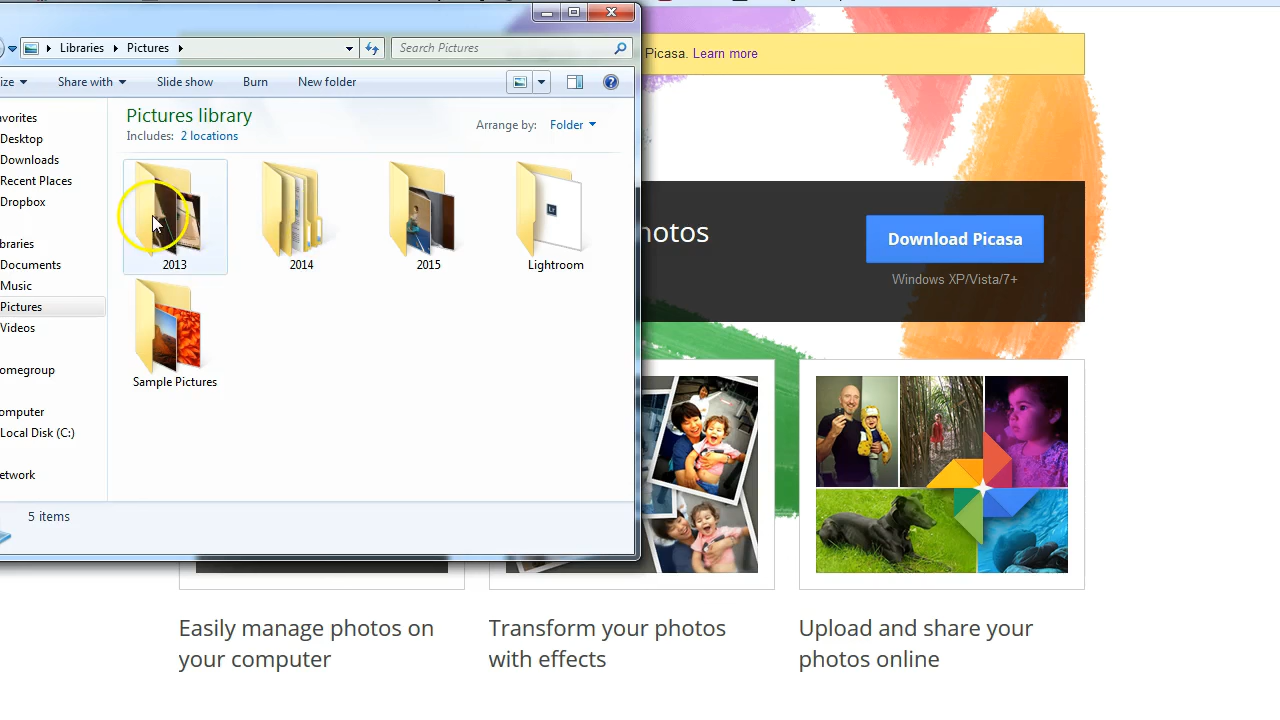 Libraries Pictures
Search Pictures
ize Share with Slide show Burn New folder
Pictures library
Includes: 2 locations
Arrange by: Folder
avorites
Desktop
Downloads
Recent Places
Dropbox
braries
Documents
Music
Pictures
Videos
omegroup
omputer
Local Disk (C:)
etwork
2013
2014
2015
Lr
Lightroom
Sample Pictures
5 items
Picasa. Learn more
hotos
Download Picasa
Windows XP/Vista/7+
Easily manage photos on
your computer
Transform your photos
with effects
Upload and share your
photos online